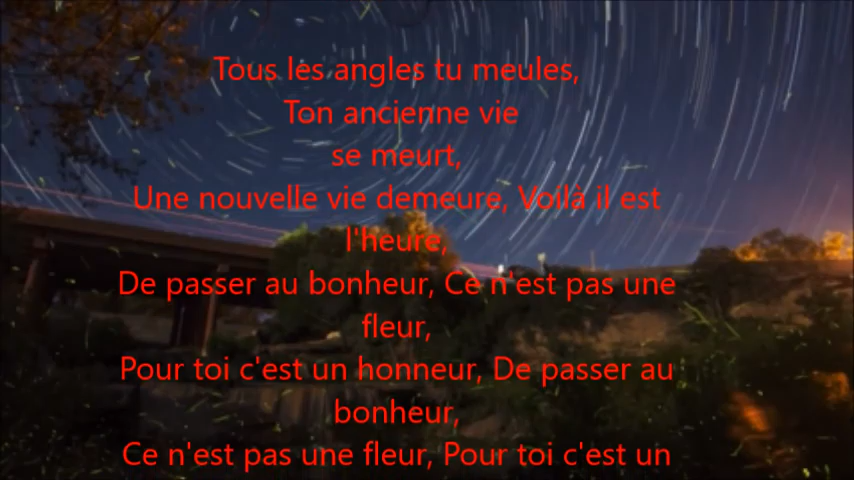 Tous les angles tu meules,
Ton ancienne vie
se meurt,
Une nouvelle vie demeure, Voilà il est
l'heure,
De passer au bonheur, Ce n'est pas une
fleur,
Pour toi c'est un honneur, De passer au
bonheur,
Ce n'est pas une fleur, Pour toi c'est un